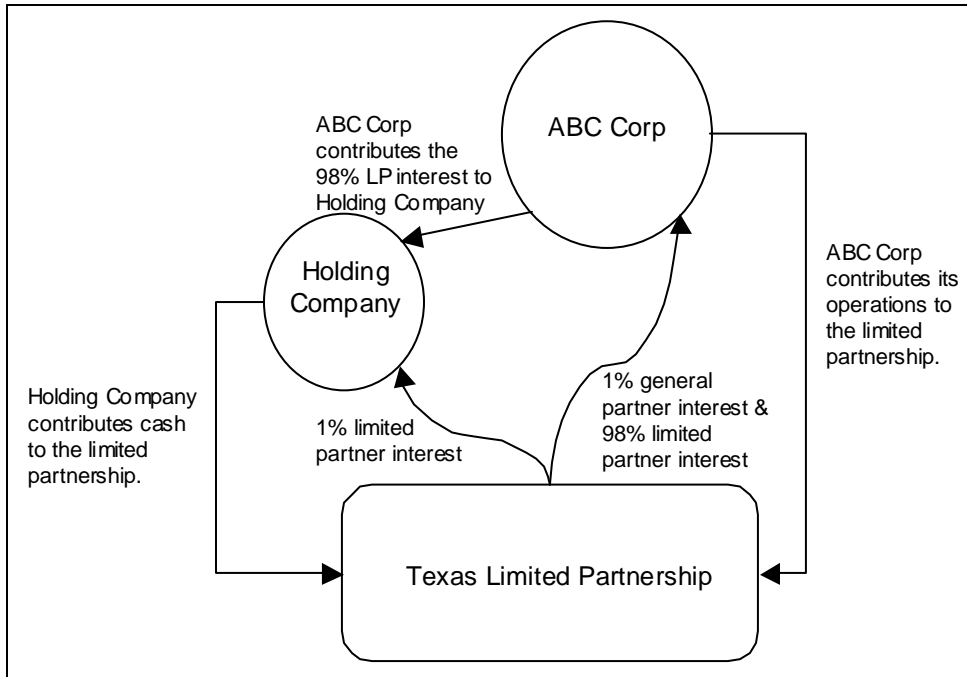 ABC Corp
contributes the
98% LP interest to
Holding Company
ABC Corp
Holding
Company
ABC Corp
contributes its
operations to
the limited
partnership.
Holding Company
contributes cash
to the limited
partnership.
1% limited
partner interest
1% general
partner interest &
98% limited
partner interest
Texas Limited Partnership